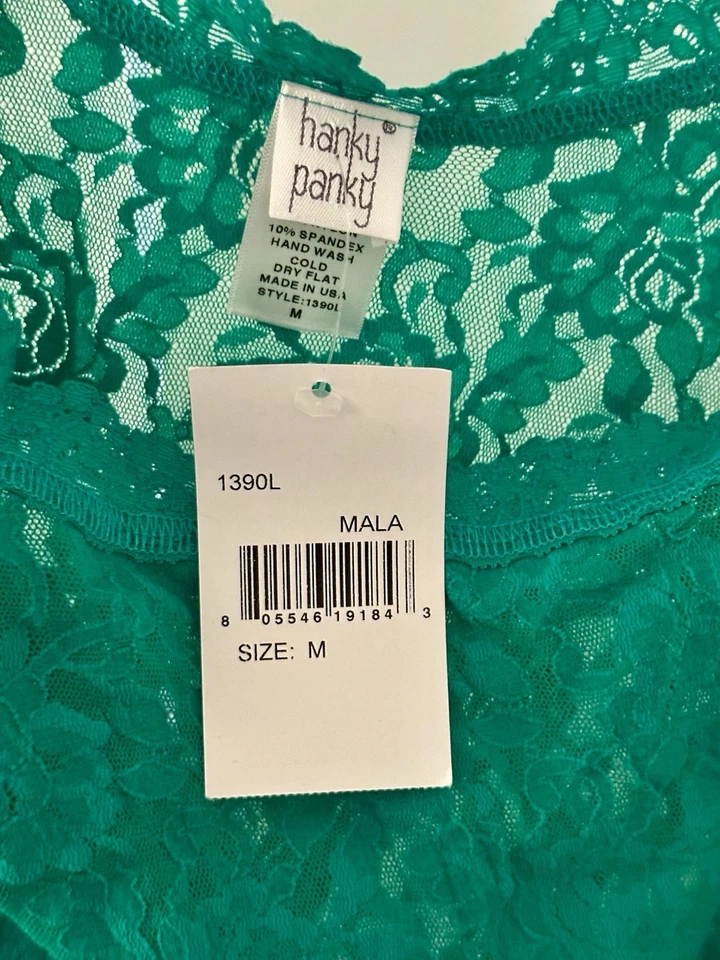 hanky®
panky
10% SPANDEX
HAND WASH
COLD
DRY FLAT
MADE IN USA
STYLE:1390L
M
1390L
MALA
8 05546 19184 3
SIZE: M